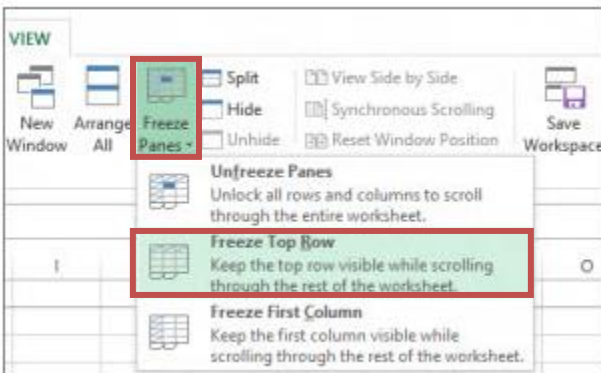 VIEW
New Window
Arrange All
Freeze Panes
Split
Hide
Unhide
View Side by Side
Synchronous Scrolling
Reset Window Position
Save Workspace
Unfreeze Panes
Unlock all rows and columns to scroll
through the entire worksheet.
Freeze Top Row
Keep the top row visible while scrolling
through the rest of the worksheet.
Freeze First Column
Keep the first column visible while
scrolling through the rest of the worksheet.
I
O